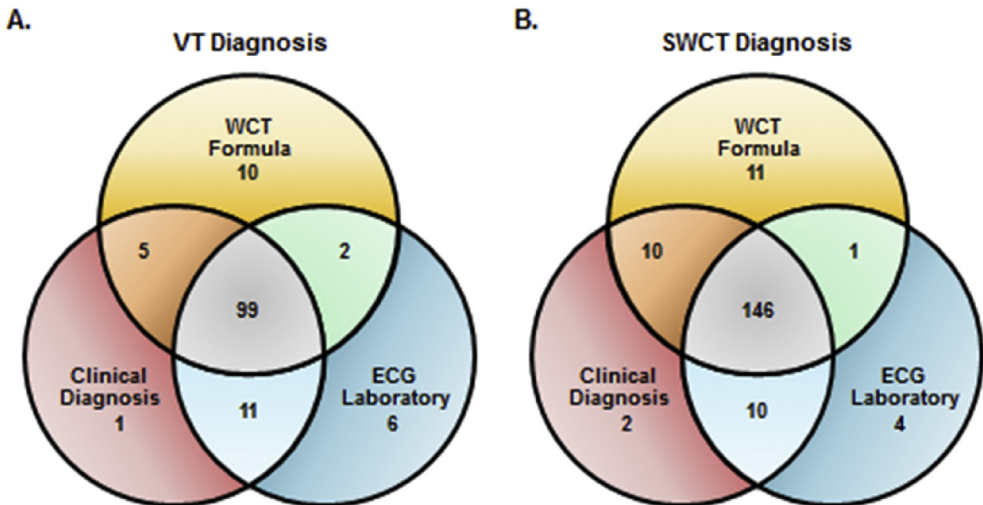 A.
VT Diagnosis
WCT
Formula
10
5
2
99
Clinical
Diagnosis
1
ECG
Laboratory
6
11
B.
SWCT Diagnosis
WCT
Formula
11
10
1
146
Clinical
Diagnosis
2
ECG
Laboratory
4
10